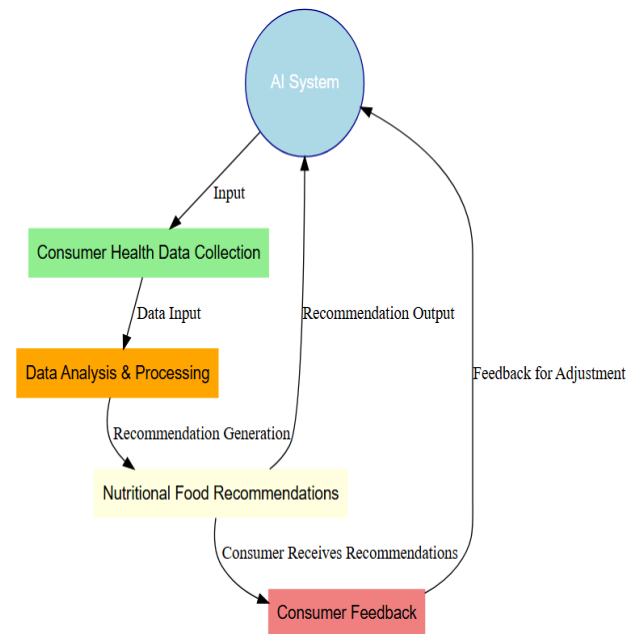 AI System
Input
Consumer Health Data Collection
Data Input
Recommendation Output
Data Analysis & Processing
Feedback for Adjustment
Recommendation Generation
Nutritional Food Recommendations
Consumer Receives Recommendations
Consumer Feedback